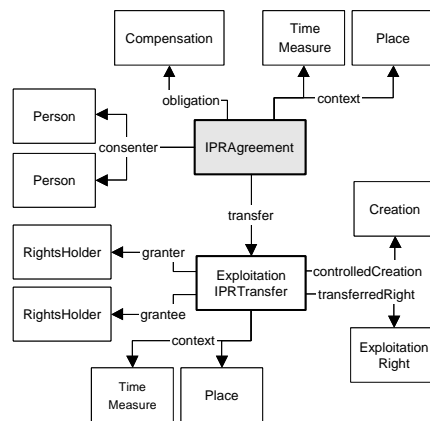 Compensation
Time
Measure
Place
obligation
context
Person
consenter
Person
IPRAgreement
transfer
Creation
RightsHolder
granter
Exploitation
IPRTransfer
controlledCreation
RightsHolder
grantee
transferredRight
context
Exploitation
Right
Time
Measure
Place